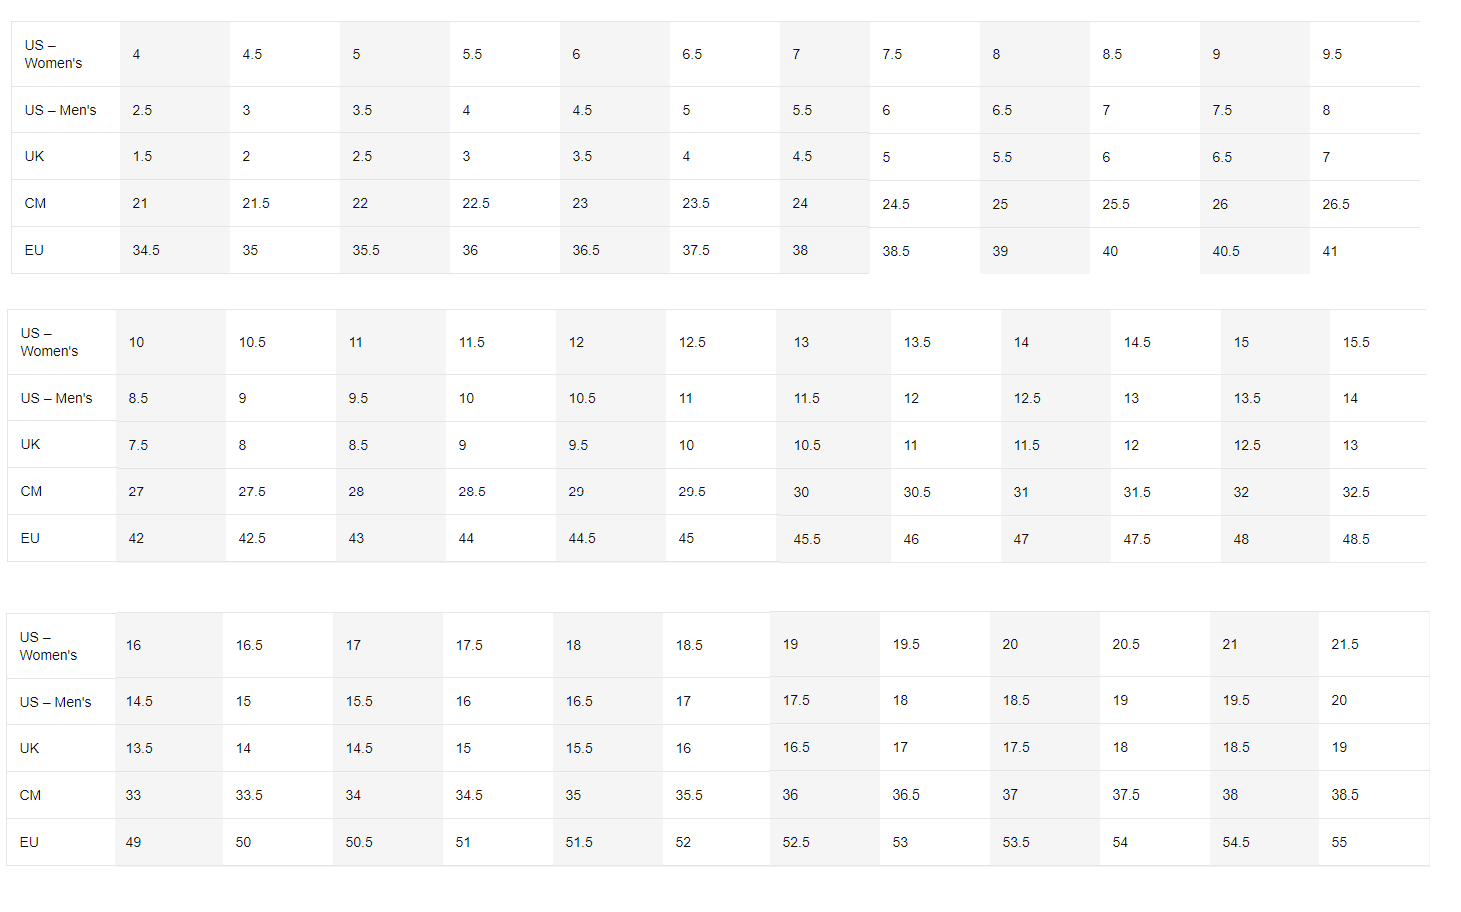 US –
Women's 4 4.5 5 5.5 6 6.5 7 7.5 8 8.5 9 9.5
US – Men's 2.5 3 3.5 4 4.5 5 5.5 6 6.5 7 7.5 8
UK 1.5 2 2.5 3 3.5 4 4.5 5 5.5 6 6.5 7
CM 21 21.5 22 22.5 23 23.5 24 24.5 25 25.5 26 26.5
EU 34.5 35 35.5 36 36.5 37.5 38 38.5 39 40 40.5 41
US –
Women's 10 10.5 11 11.5 12 12.5 13 13.5 14 14.5 15 15.5
US – Men's 8.5 9 9.5 10 10.5 11 11.5 12 12.5 13 13.5 14
UK 7.5 8 8.5 9 9.5 10 10.5 11 11.5 12 12.5 13
CM 27 27.5 28 28.5 29 29.5 30 30.5 31 31.5 32 32.5
EU 42 42.5 43 44 44.5 45 45.5 46 47 47.5 48 48.5
US –
Women's 16 16.5 17 17.5 18 18.5 19 19.5 20 20.5 21 21.5
US – Men's 14.5 15 15.5 16 16.5 17 17.5 18 18.5 19 19.5 20
UK 13.5 14 14.5 15 15.5 16 16.5 17 17.5 18 18.5 19
CM 33 33.5 34 34.5 35 35.5 36 36.5 37 37.5 38 38.5
EU 49 50 50.5 51 51.5 52 52.5 53 53.5 54 54.5 55